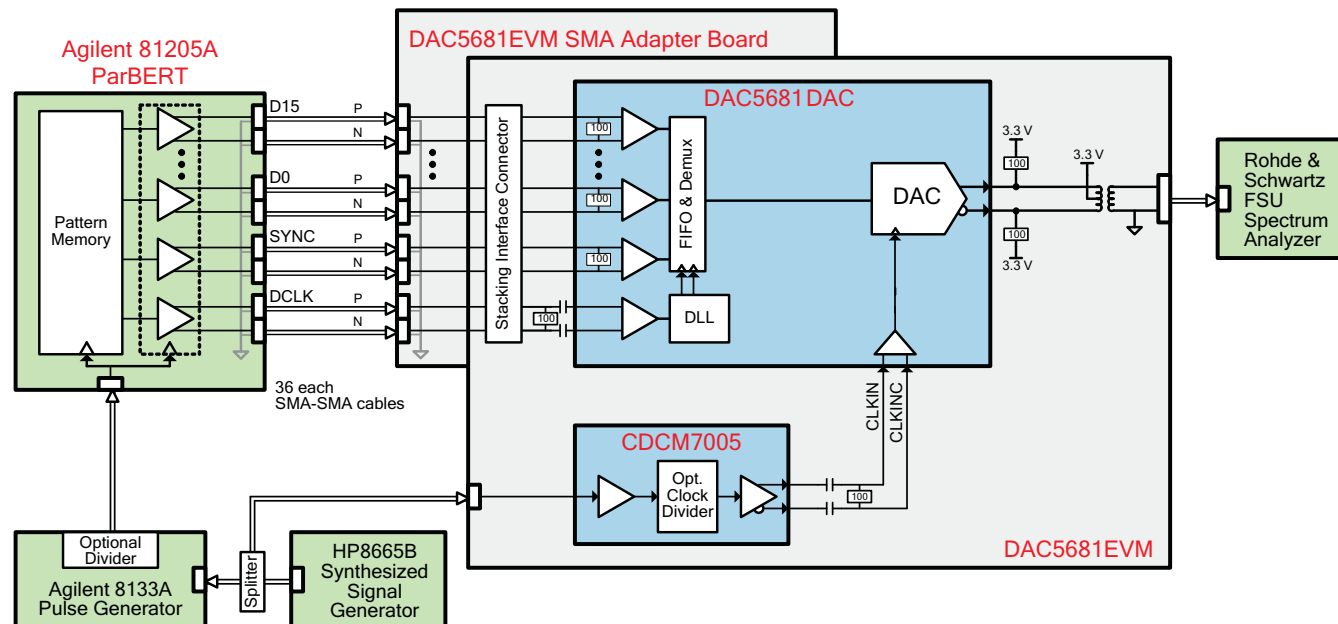 Agilent 81205A
ParBERT
DAC5681EVM SMA Adapter Board
DAC5681DAC
Pattern
Memory
D15
P
N
D0
P
N
SYNC
P
N
DCLK
P
N
36 each
SMA-SMA cables
Stacking Interface Connector
100
100
100
100
FIFO & Demux
DLL
DAC
3.3 V
100
100
3.3 V
3.3 V
Rohde &
Schwartz
FSU
Spectrum
Analyzer
CLKIN
CLKINC
CDCM7005
Opt.
Clock
Divider
100
DAC5681EVM
Optional
Divider
Agilent 8133A
Pulse Generator
Splitter
HP8665B
Synthesized
Signal
Generator